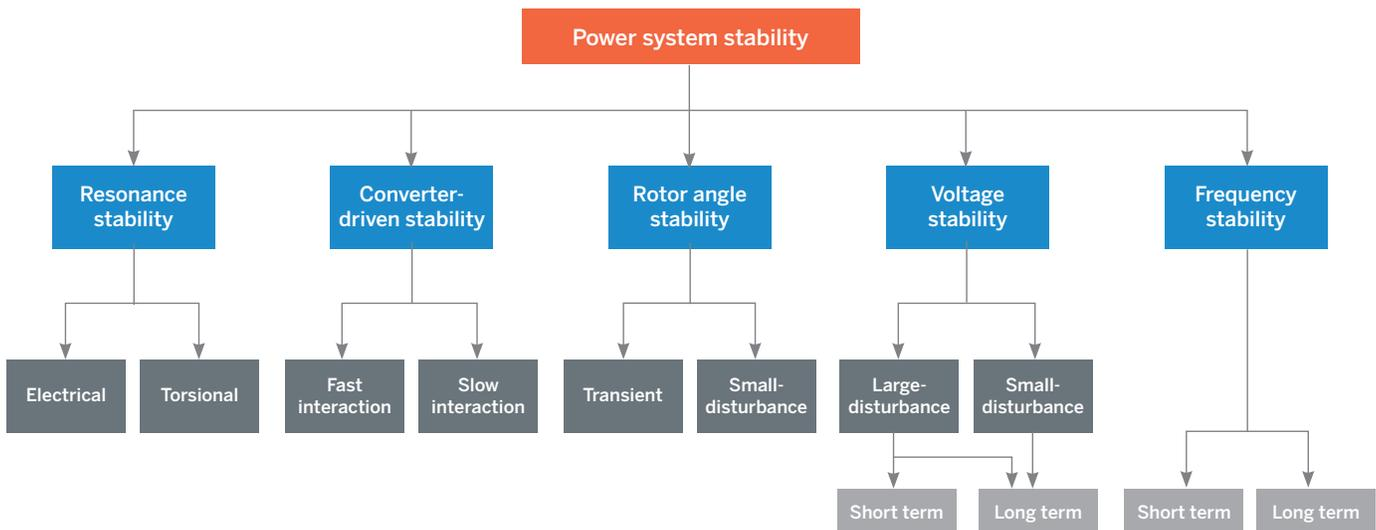 Power system stability
Resonance
stability
Converter-
driven stability
Rotor angle
stability
Voltage
stability
Frequency
stability
Electrical
Torsional
Fast
interaction
Slow
interaction
Transient
Small-
disturbance
Large-
disturbance
Small-
disturbance
Short term
Long term
Short term
Long term